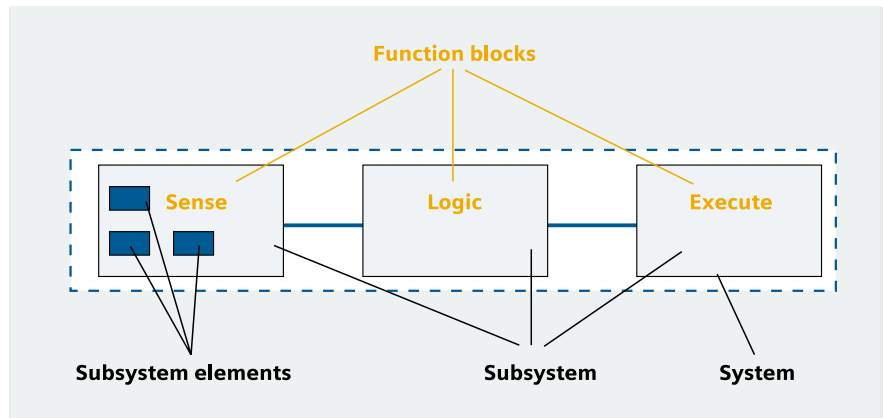 Function blocks
Sense
Logic
Execute
Subsystem elements
Subsystem
System